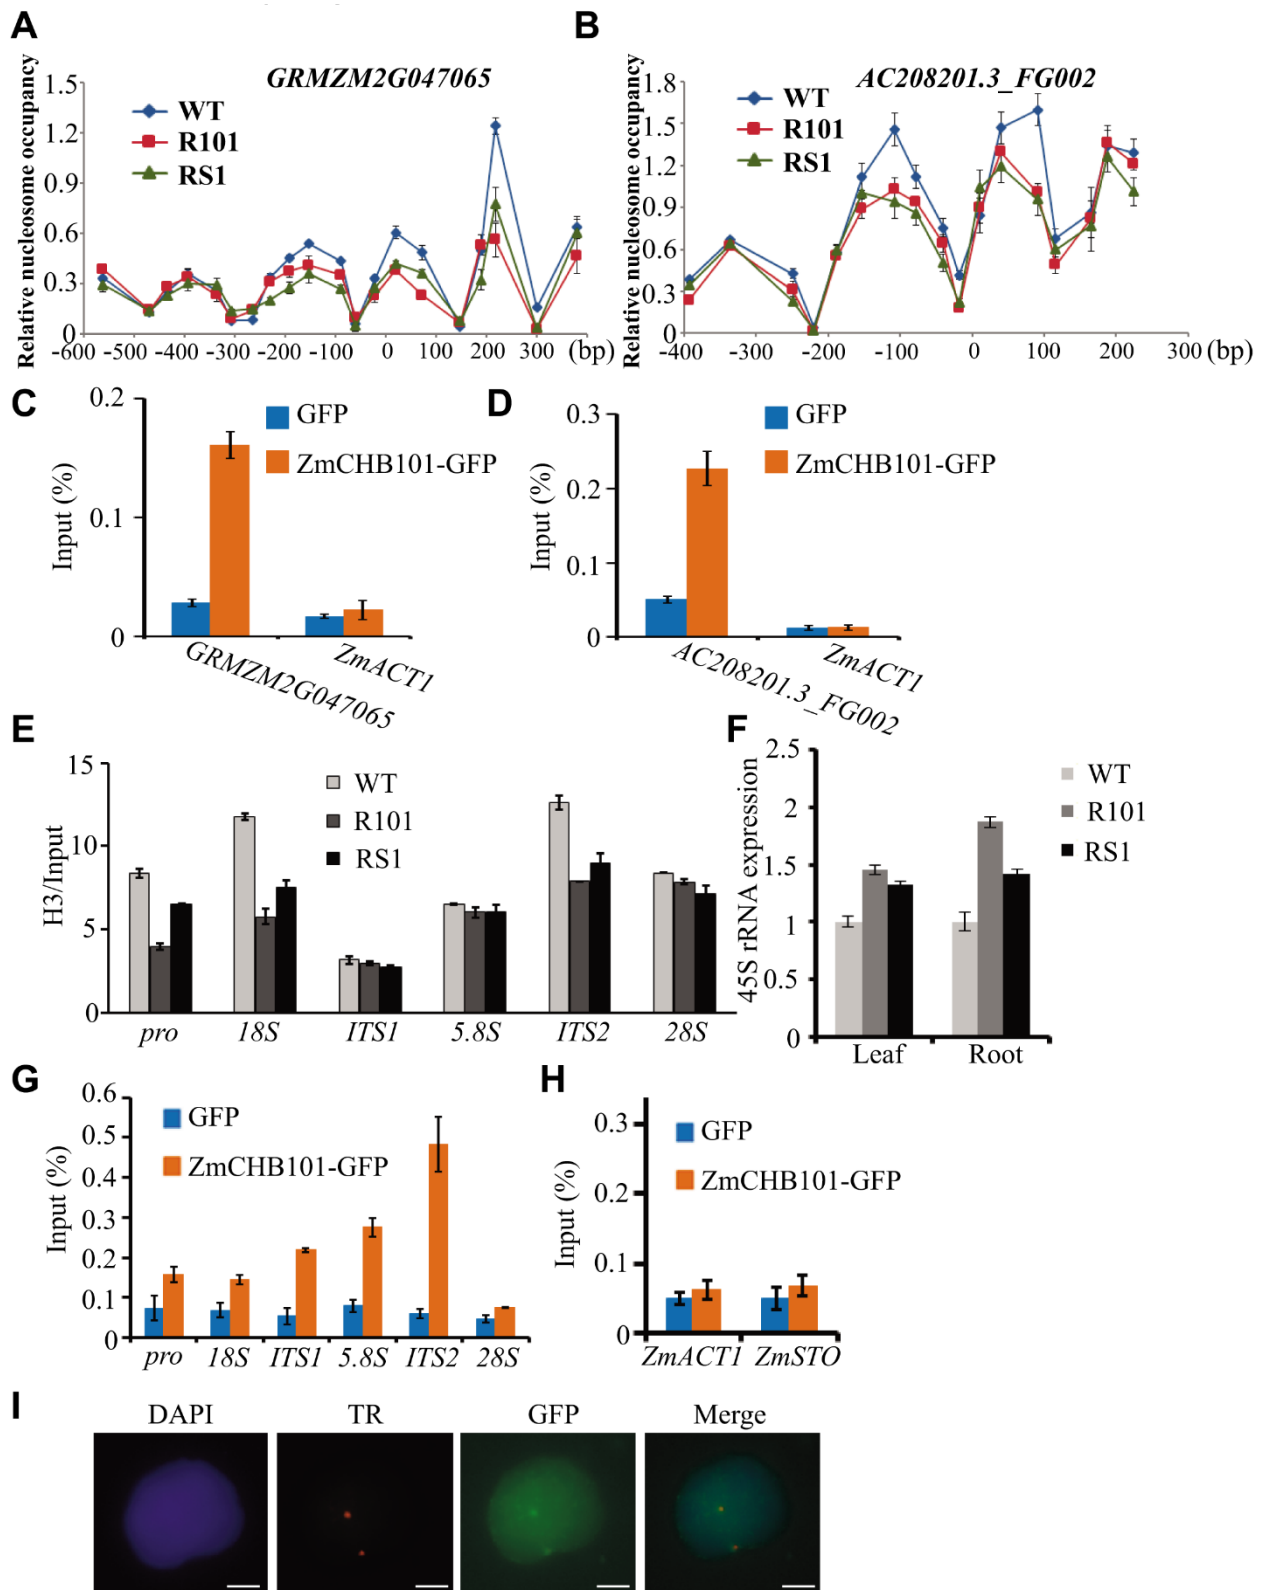 A
B
GRMZM2G047065
AC208201.3_FG002
Relative nucleosome occupancy
1.5
1.2
0.9
0.6
0.3
0
WT
R101
RS1
-600 -500 -400 -300 -200 -100 0 100 200 300 (bp)
Relative nucleosome occupancy
1.8
1.5
1.2
0.9
0.6
0.3
0
WT
R101
RS1
-400 -300 -200 -100 0 100 200 300 (bp)
C
Input (%)
0.2
0.1
0
GFP
ZmCHB101-GFP
GRMZM2G047065
ZmACT1
D
Input (%)
0.3
0.2
0.1
0
GFP
ZmCHB101-GFP
AC208201.3_FG002
ZmACT1
E
H3/Input
15
10
5
0
WT
R101
RS1
pro 18S ITS1 5.8S ITS2 28S
F
45S rRNA expression
2.5
2
1.5
1
0.5
0
WT
R101
RS1
Leaf Root
G
Input (%)
0.6
0.5
0.4
0.3
0.2
0.1
0
GFP
ZmCHB101-GFP
pro 18S ITS1 5.8S ITS2 28S
H
Input (%)
0.3
0.2
0.1
0
GFP
ZmCHB101-GFP
ZmACT1 ZmSTO
I
DAPI TR GFP Merge